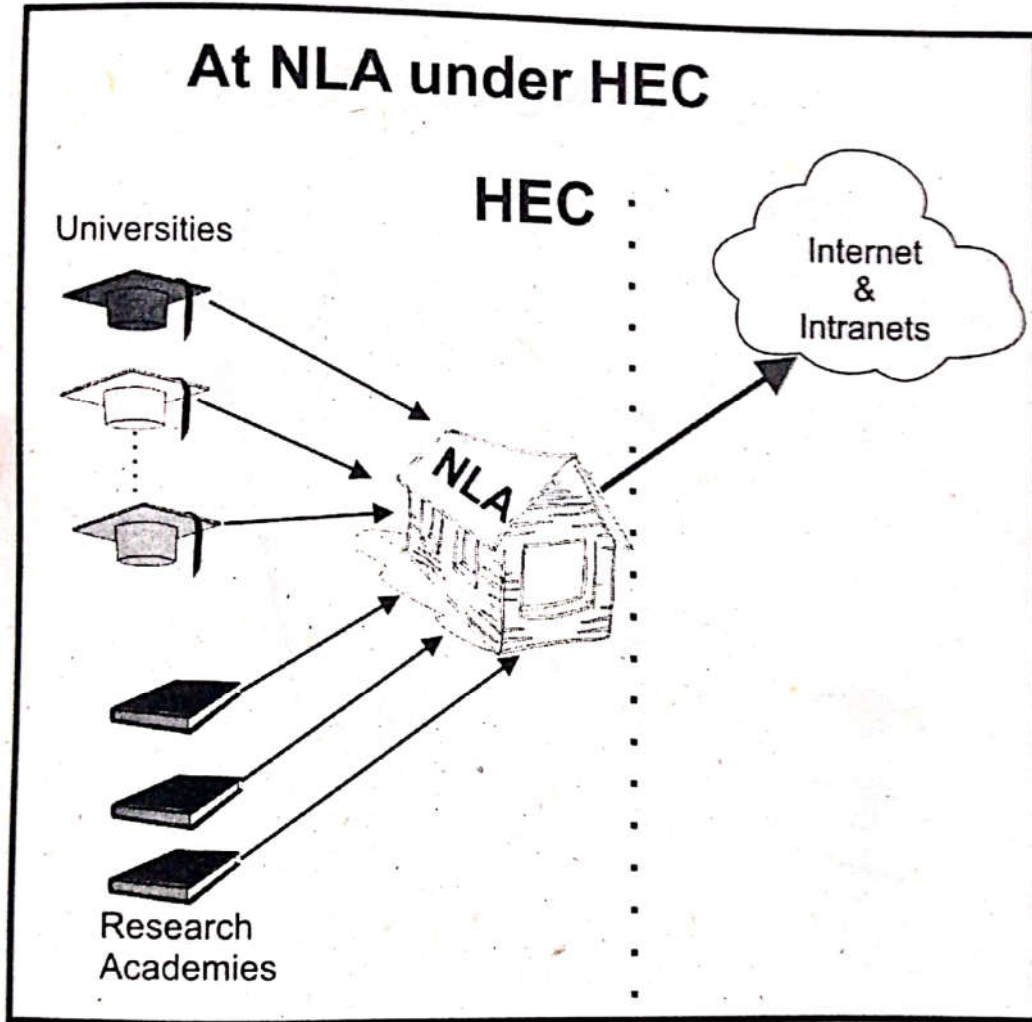 At NLA under HEC
HEC
Universities
Internet
&
Intranets
NLA
Research
Academies